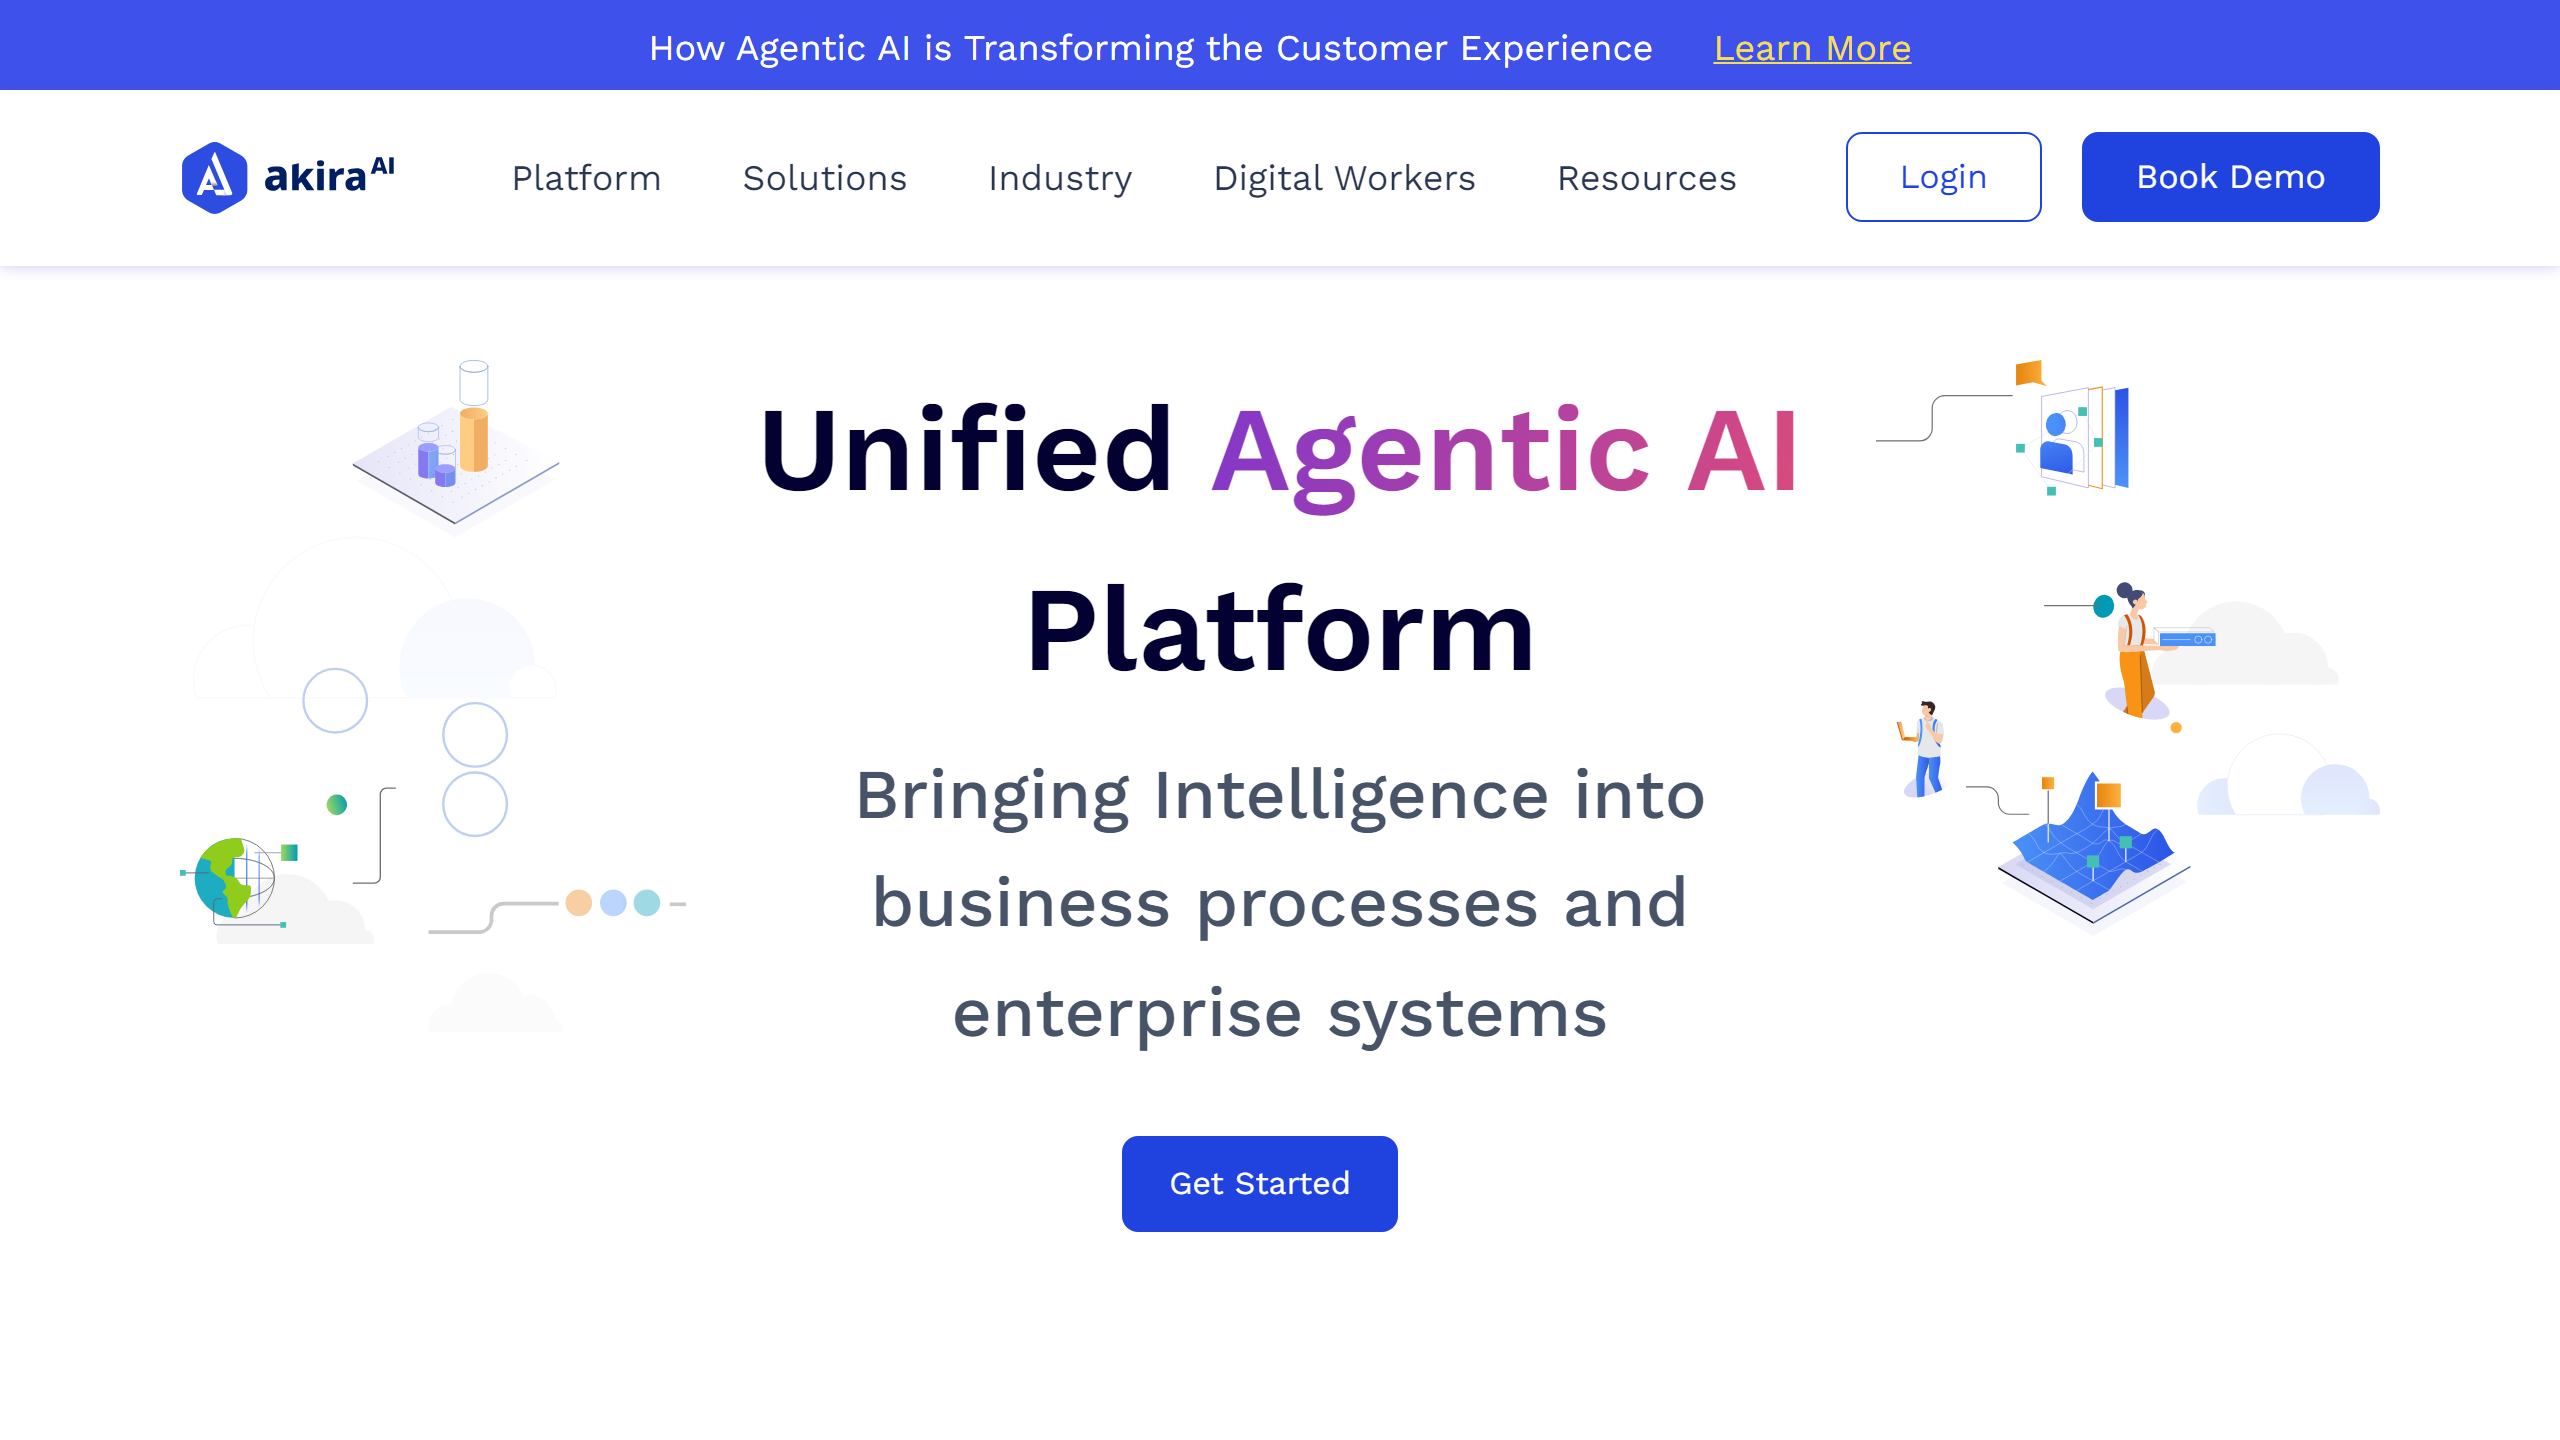 How Agentic AI is Transforming the Customer Experience Learn More
akira AI Platform Solutions Industry Digital Workers Resources Login Book Demo
Unified Agentic AI
Platform
Bringing Intelligence into
business processes and
enterprise systems
Get Started